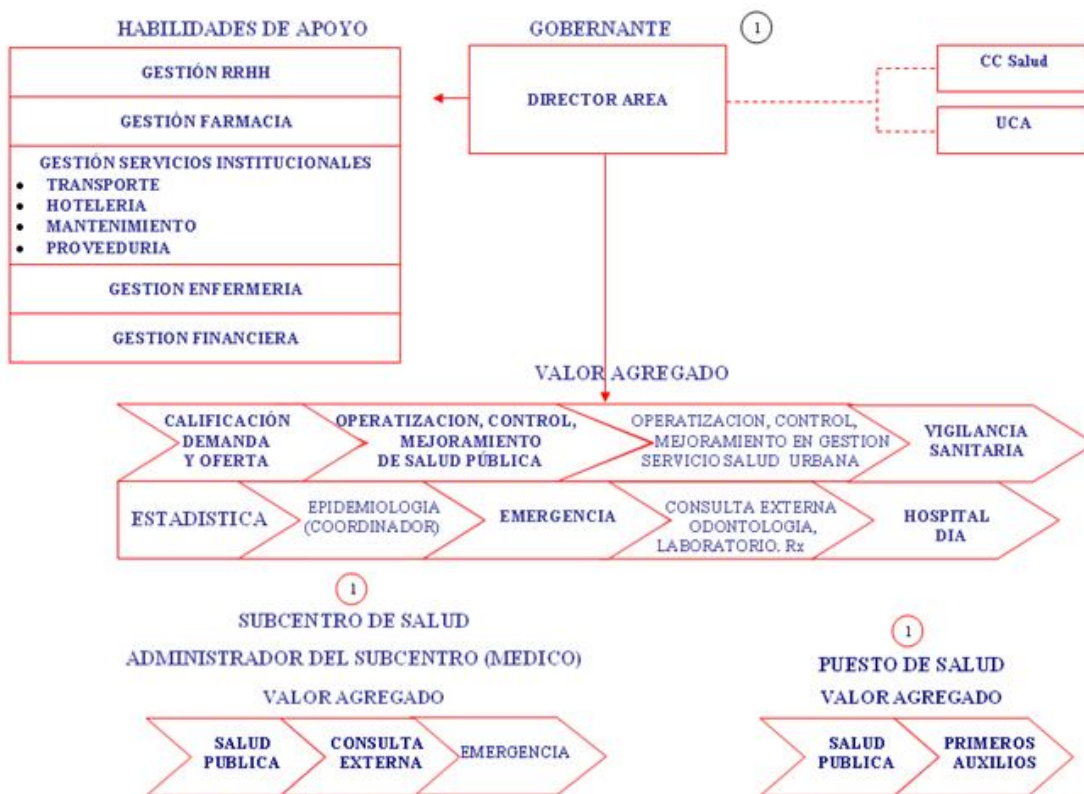 HABILIDADES DE APOYO
GESTIÓN RRHH
GESTIÓN FARMACIA
GESTIÓN SERVICIOS INSTITUCIONALES
• TRANSPORTE
• HOTELERIA
• MANTENIMIENTO
• PROVEEDURIA
GESTION ENFERMERIA
GESTION FINANCIERA
GOBERNANTE
1
DIRECTOR AREA
CC Salud
UCA
VALOR AGREGADO
CALIFICACIÓN
DEMANDA
Y OFERTA
OPERATIZACION, CONTROL,
MEJORAMIENTO
DE SALUD PÚBLICA
OPERATIZACION, CONTROL,
MEJORAMIENTO EN GESTION
SERVICIO SALUD URBANA
VIGILANCIA
SANITARIA
ESTADISTICA
EPIDEMIOLOGIA
(COORDINADOR)
EMERGENCIA
CONSULTA EXTERNA
ODONTOLOGIA,
LABORATORIO. Rx
HOSPITAL
DIA
1
SUBCENTRO DE SALUD
ADMINISTRADOR DEL SUBCENTRO (MEDICO)
VALOR AGREGADO
SALUD
PUBLICA
CONSULTA
EXTERNA
EMERGENCIA
1
PUESTO DE SALUD
VALOR AGREGADO
SALUD
PUBLICA
PRIMEROS
AUXILIOS